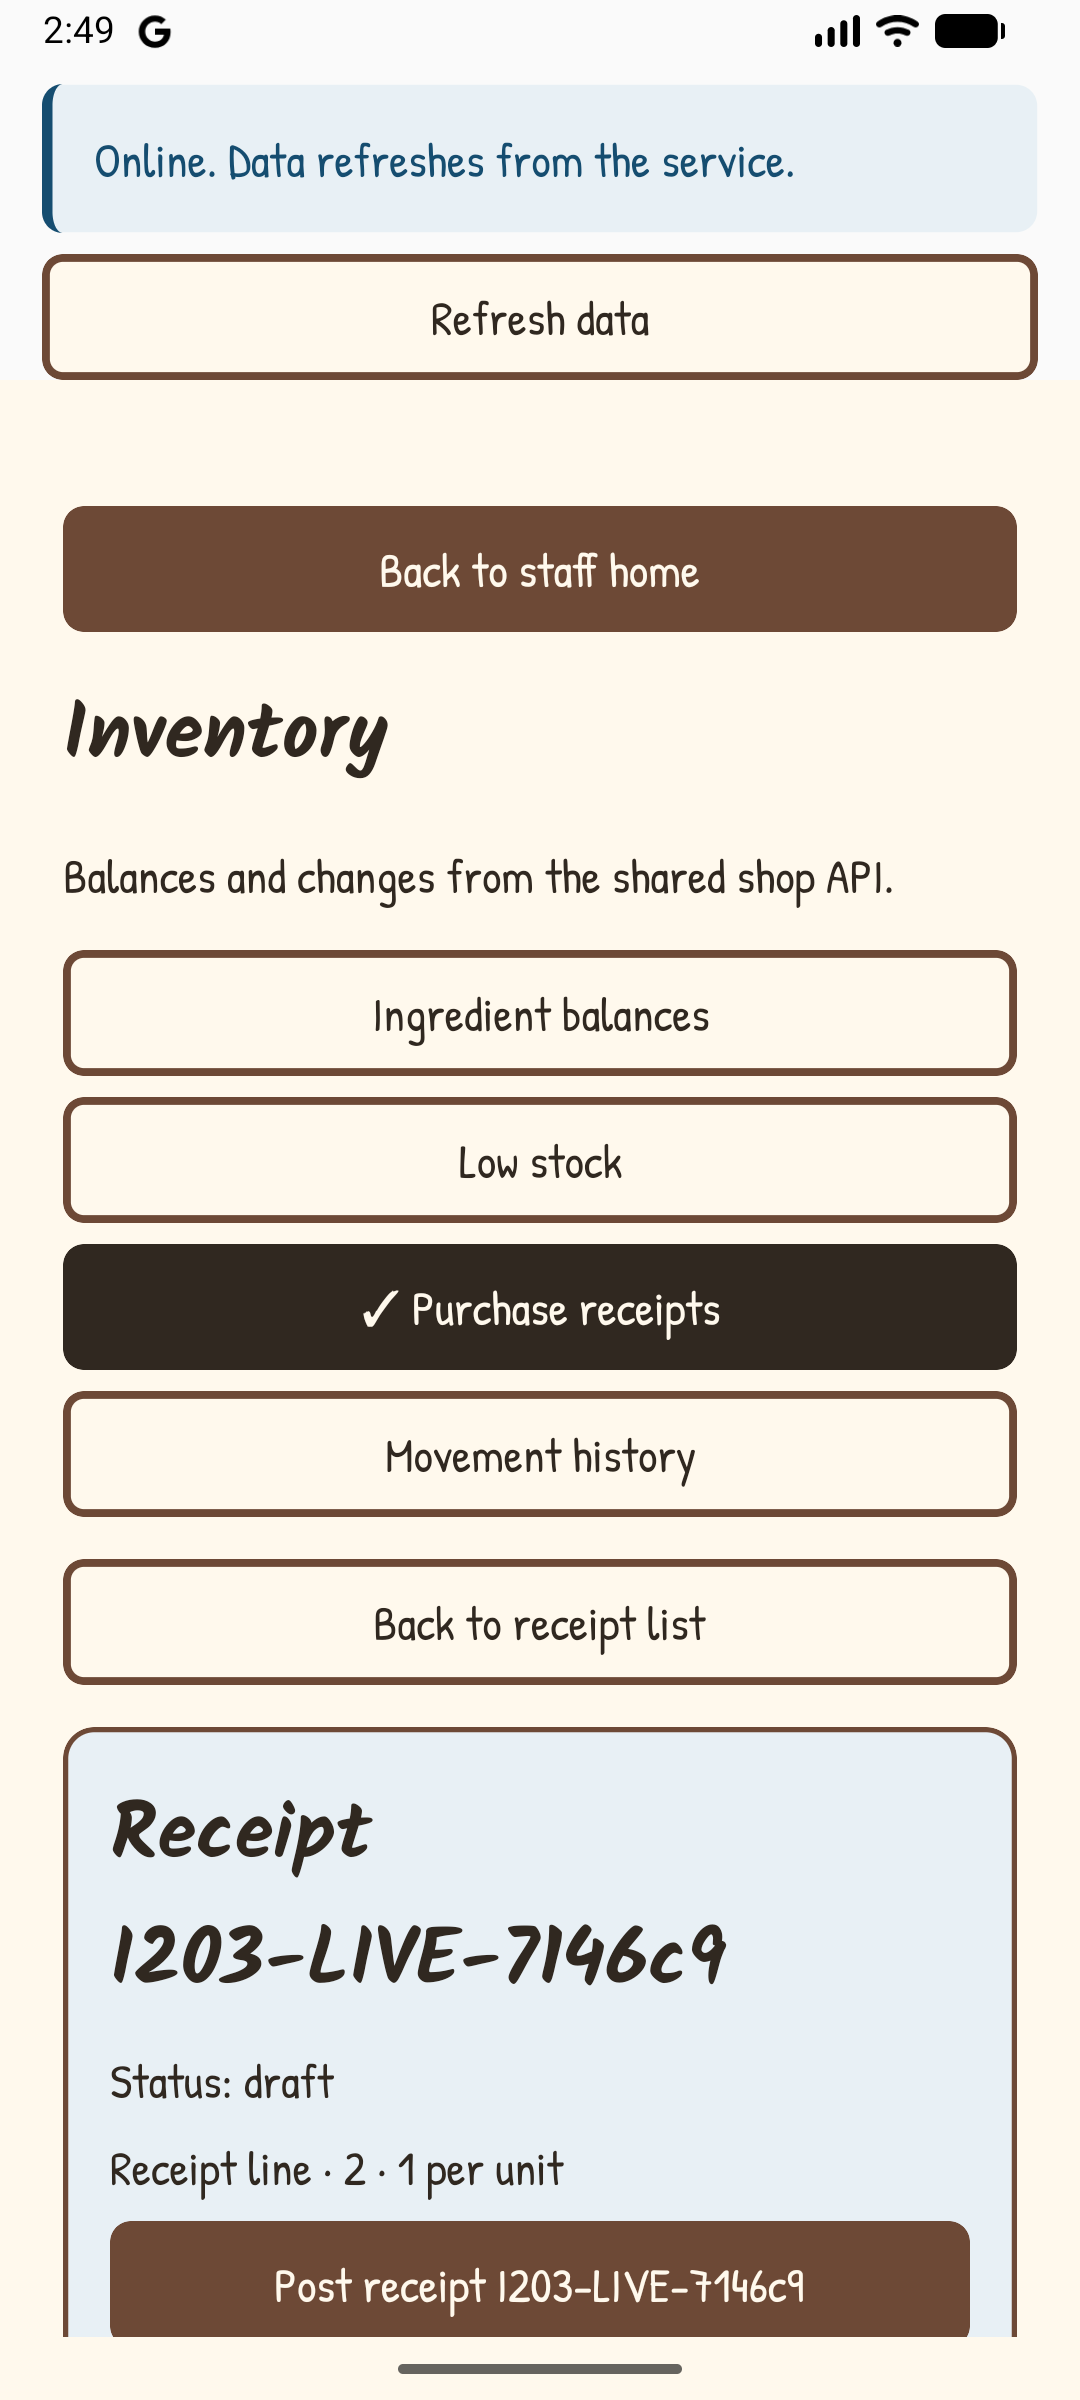 2:49
Online. Data refreshes from the service.
Refresh data
Back to staff home
Inventory
Balances and changes from the shared shop API.
Ingredient balances
Low stock
✓ Purchase receipts
Movement history
Back to receipt list
Receipt
1203-LIVE-7146c9
Status: draft
Receipt line · 2 · 1 per unit
Post receipt 1203-LIVE-7146c9